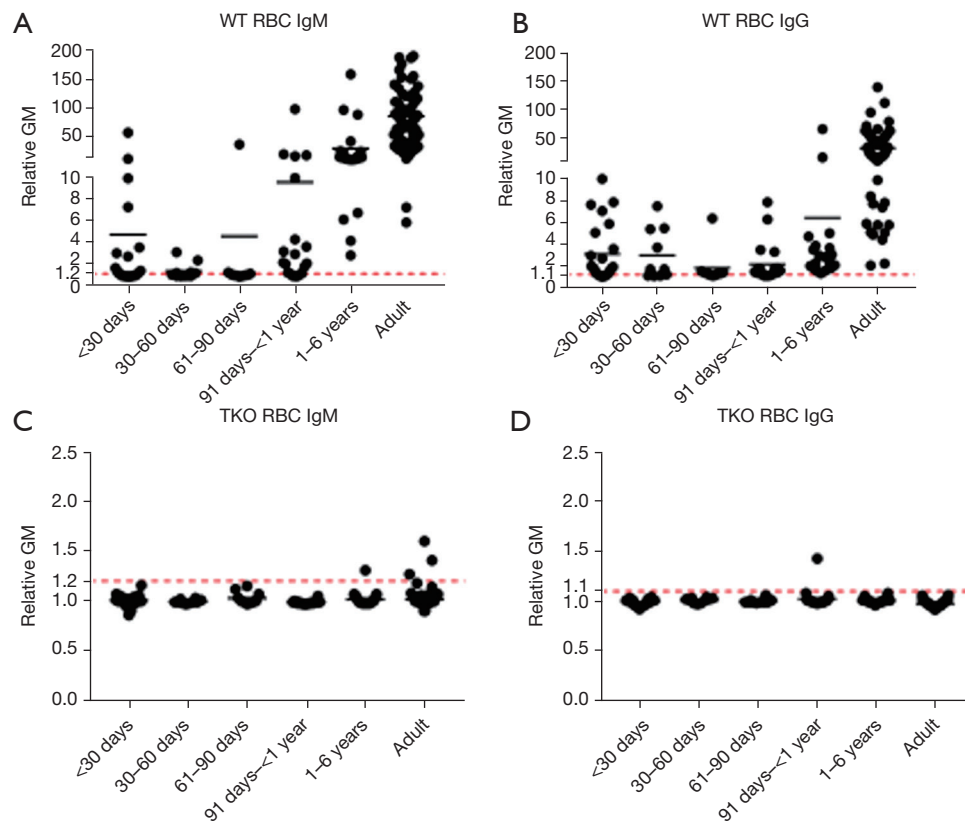 A
WT RBC IgM
Relative GM
200
150
100
50
10
8
6
4
2
1.2
0
<30 days
30–60 days
61–90 days
91 days–<1 year
1–6 years
Adult
B
WT RBC IgG
Relative GM
200
150
100
50
10
8
6
4
2
1.1
0
<30 days
30–60 days
61–90 days
91 days–<1 year
1–6 years
Adult
C
TKO RBC IgM
Relative GM
2.5
2.0
1.5
1.2
1.0
0.5
0.0
<30 days
30–60 days
61–90 days
91 days–<1 year
1–6 years
Adult
D
TKO RBC IgG
Relative GM
2.5
2.0
1.5
1.1
1.0
0.5
0.0
<30 days
30–60 days
61–90 days
91 days–<1 year
1–6 years
Adult